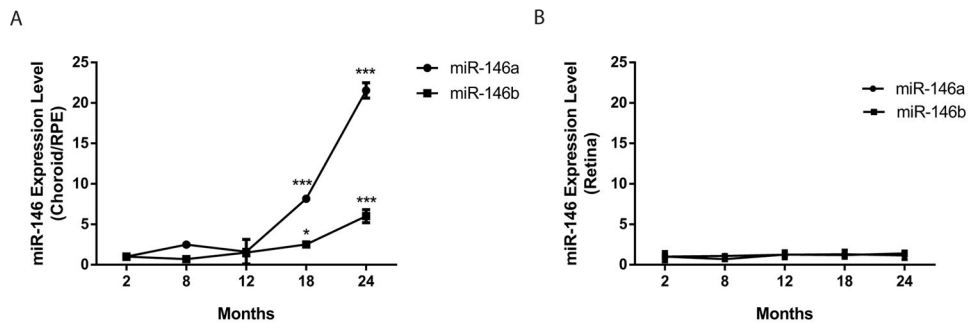 A
miR-146 Expression Level
(Choroid/RPE)
25
20
15
10
5
0
***
***
***
*
2 8 12 18 24
Months
miR-146a
miR-146b
B
miR-146 Expression Level
(Retina)
25
20
15
10
5
0
2 8 12 18 24
Months
miR-146a
miR-146b